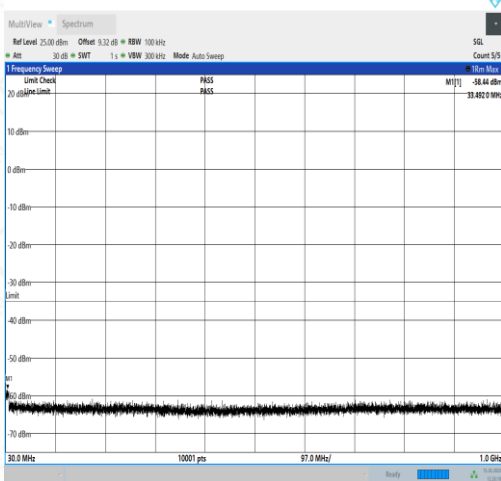 MultiView Spectrum
Ref Level 25.00 dBm Offset 9.32 dB RBW 100 kHz SGL
Att 30 dB SWT 1 s VBW 300 kHz Mode Auto Sweep Count 5/5
1 Frequency Sweep 1Rm Max
Limit Check PASS M1[1] -58.44 dBm
Line Limit PASS 33.4920 MHz
20 dBm
10 dBm
0 dBm
-10 dBm
-20 dBm
-30 dBm
Limit
-40 dBm
-50 dBm
M1
-60 dBm
-70 dBm
30.0 MHz 10001 pts 97.0 MHz/ 1.0 GHz
Ready